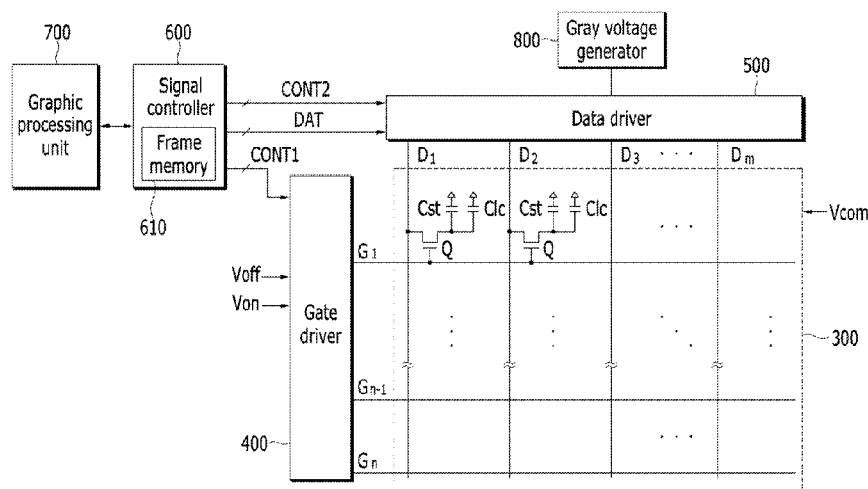 700
600
800
Gray voltage
generator
500
Graphic
processing
unit
Signal
controller
Frame
memory
CONT2
DAT
CONT1
Data driver
610
D1
D2
D3
· · ·
Dm
Cst
Clc
Cst
Clc
· · ·
Vcom
Q
Q
G1
Voff
Von
Gate
driver
300
Gn-1
400
· · ·
Gn